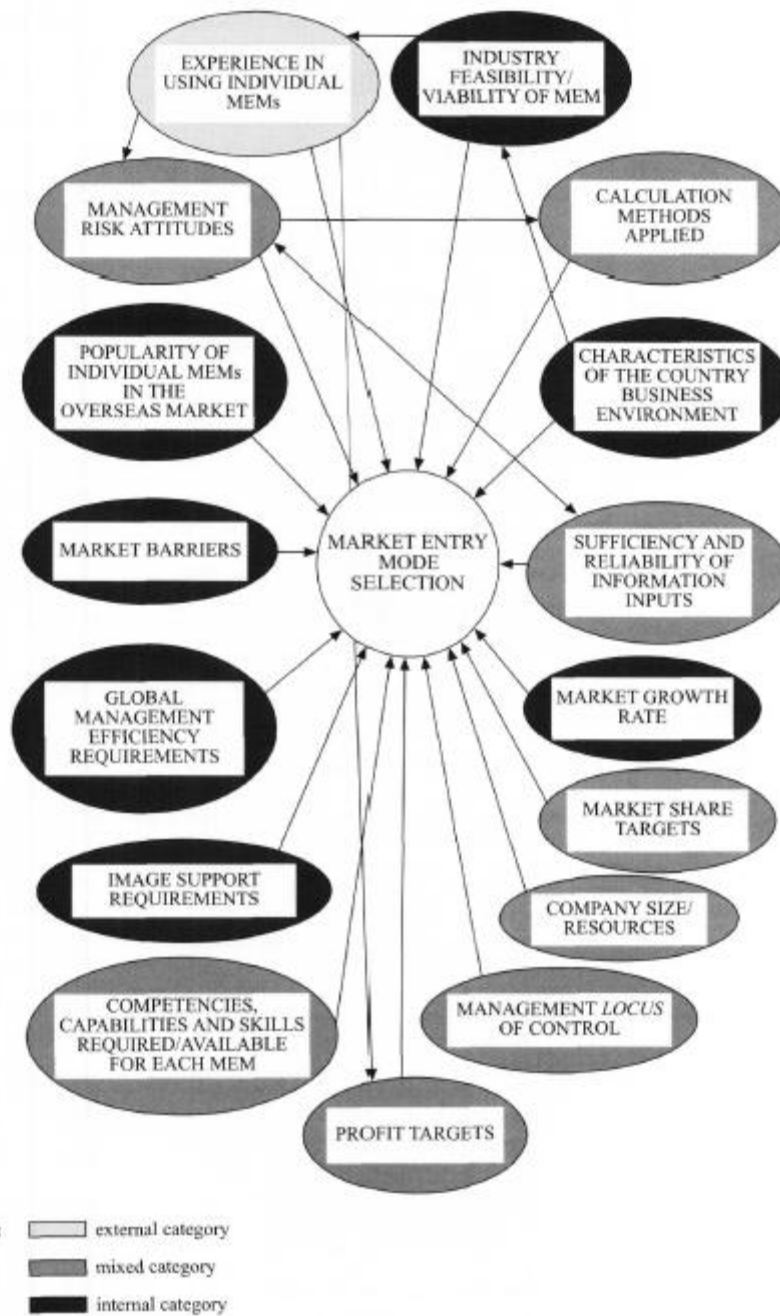 EXPERIENCE IN
USING INDIVIDUAL
MEMs
INDUSTRY
FEASIBILITY/
VIABILITY OF MEM
MANAGEMENT
RISK ATTITUDES
CALCULATION
METHODS
APPLIED
POPULARITY OF
INDIVIDUAL MEMs
IN THE
OVERSEAS MARKET
CHARACTERISTICS
OF THE COUNTRY
BUSINESS
ENVIRONMENT
MARKET BARRIERS
MARKET ENTRY
MODE
SELECTION
SUFFICIENCY AND
RELIABILITY OF
INFORMATION
INPUTS
GLOBAL
MANAGEMENT
EFFICIENCY
REQUIREMENTS
MARKET GROWTH
RATE
MARKET SHARE
TARGETS
IMAGE SUPPORT
REQUIREMENTS
COMPANY SIZE/
RESOURCES
COMPETENCIES,
CAPABILITIES AND SKILLS
REQUIRED/AVAILABLE
FOR EACH MEM
MANAGEMENT LOCUS
OF CONTROL
PROFIT TARGETS
external category
mixed category
internal category